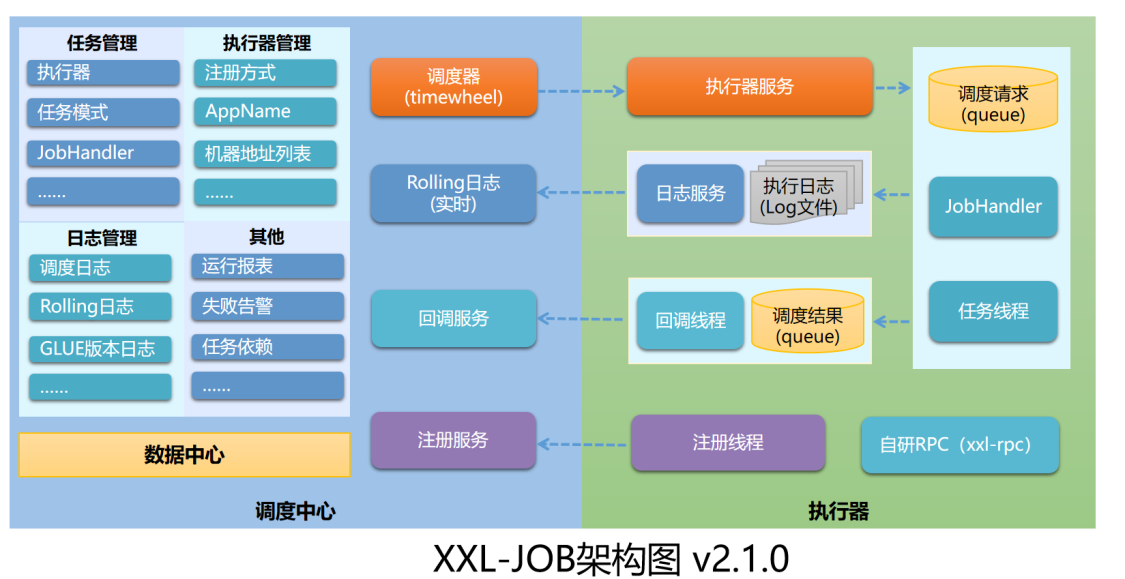 任务管理
执行器
任务模式
JobHandler
......
执行器管理
注册方式
AppName
机器地址列表
......
日志管理
调度日志
Rolling日志
GLUE版本日志
......
其他
运行报表
失败告警
任务依赖
......
数据中心
调度器
(timewheel)
Rolling日志
(实时)
回调服务
注册服务
调度中心
执行器服务
日志服务
执行日志
(Log文件)
回调线程
调度结果
(queue)
注册线程
调度请求
(queue)
JobHandler
任务线程
自研RPC（xxl-rpc）
执行器
XXL-JOB架构图 v2.1.0